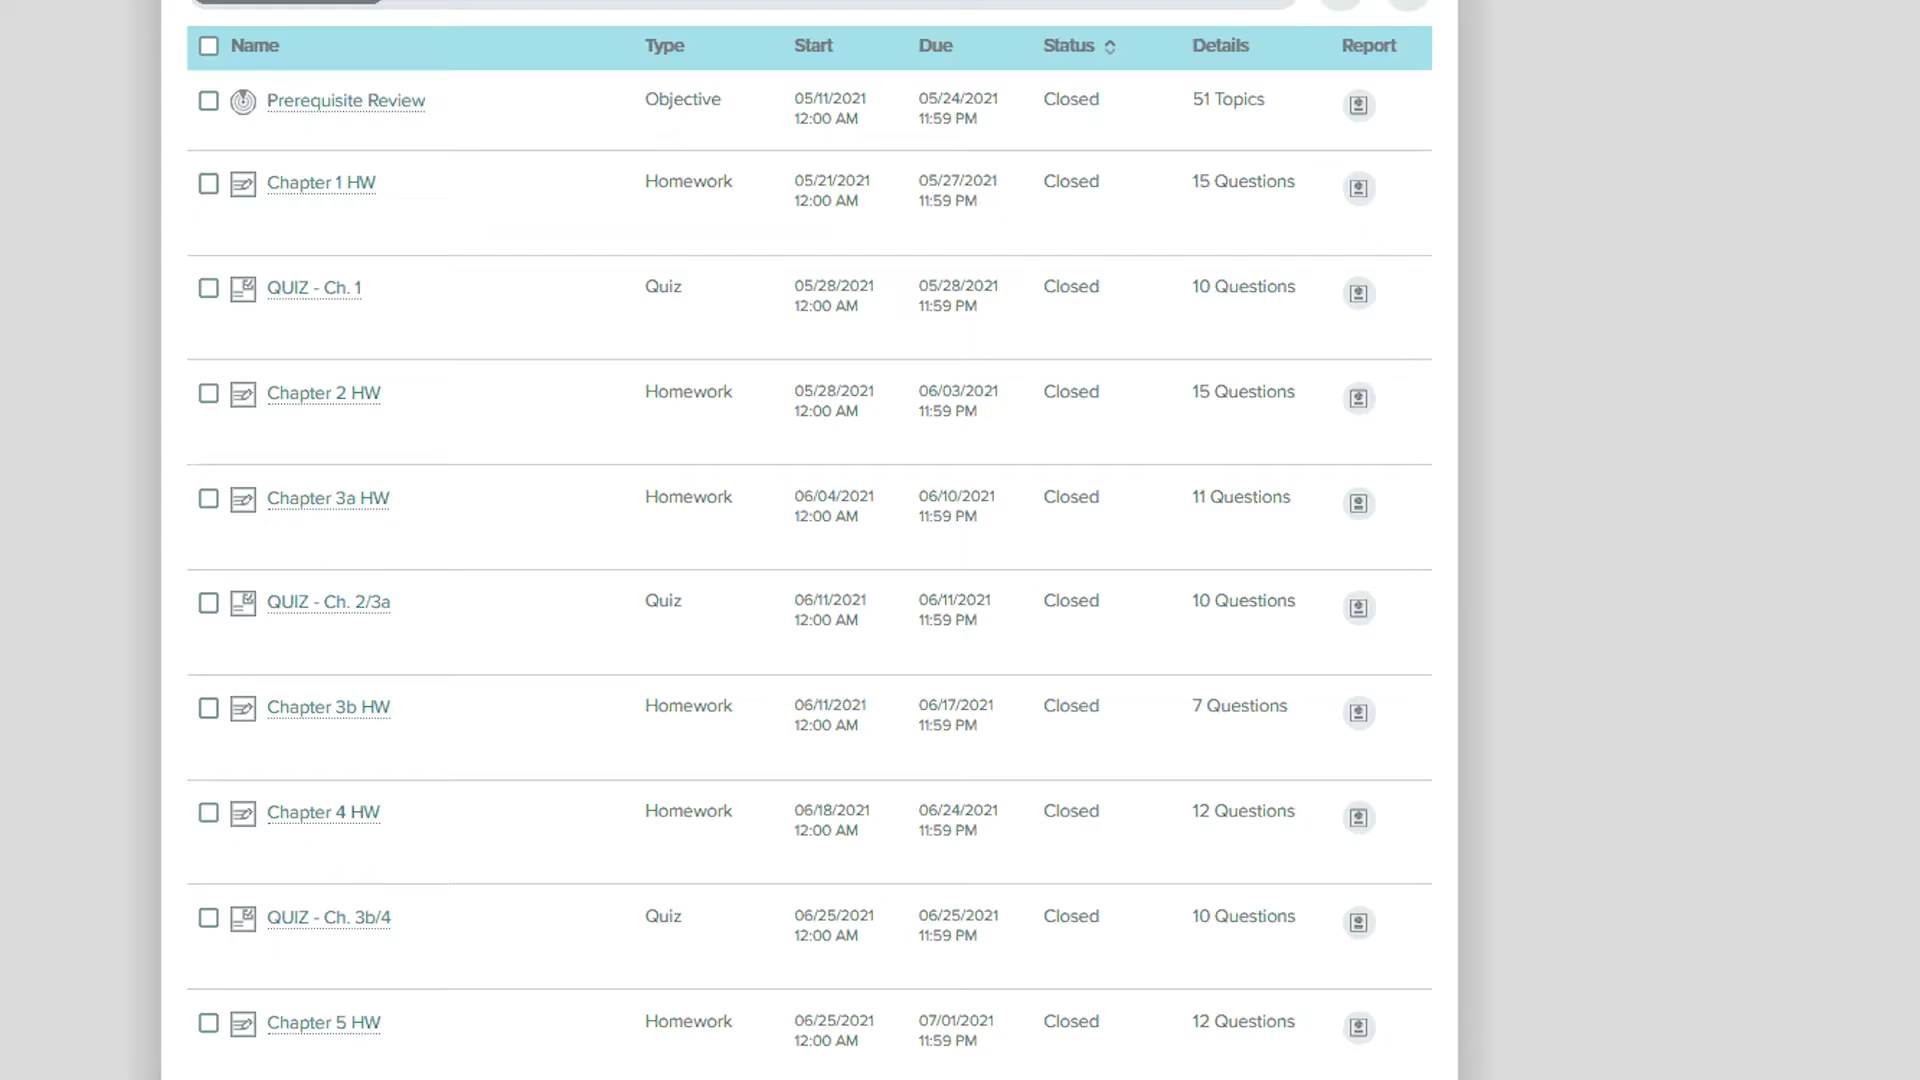 Name Type Start Due Status Details Report
Prerequisite Review Objective 05/11/2021 05/24/2021 Closed 51 Topics
12:00 AM 11:59 PM
Chapter 1 HW Homework 05/21/2021 05/27/2021 Closed 15 Questions
12:00 AM 11:59 PM
QUIZ - Ch. 1 Quiz 05/28/2021 05/28/2021 Closed 10 Questions
12:00 AM 11:59 PM
Chapter 2 HW Homework 05/28/2021 06/03/2021 Closed 15 Questions
12:00 AM 11:59 PM
Chapter 3a HW Homework 06/04/2021 06/10/2021 Closed 11 Questions
12:00 AM 11:59 PM
QUIZ - Ch. 2/3a Quiz 06/11/2021 06/11/2021 Closed 10 Questions
12:00 AM 11:59 PM
Chapter 3b HW Homework 06/11/2021 06/17/2021 Closed 7 Questions
12:00 AM 11:59 PM
Chapter 4 HW Homework 06/18/2021 06/24/2021 Closed 12 Questions
12:00 AM 11:59 PM
QUIZ - Ch. 3b/4 Quiz 06/25/2021 06/25/2021 Closed 10 Questions
12:00 AM 11:59 PM
Chapter 5 HW Homework 06/25/2021 07/01/2021 Closed 12 Questions
12:00 AM 11:59 PM